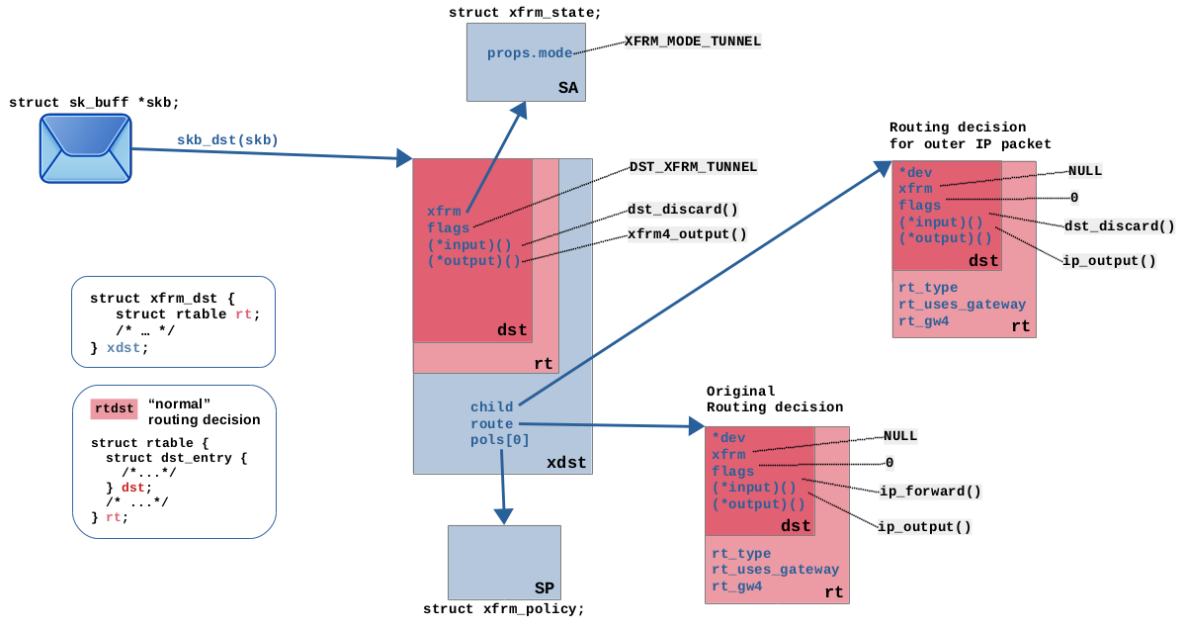 struct xfrm_state;
props.mode
XFRM_MODE_TUNNEL
SA
struct sk_buff *skb;
skb_dst(skb)
DST_XFRM_TUNNEL
xfrm
flags
(*input)()
(*output)()
dst_discard()
xfrm4_output()
dst
rt
child
route
pols[0]
xdst
SP
struct xfrm_policy;
struct xfrm_dst {
struct rtable rt;
/* … */
} xdst;
rtdst
“normal”
routing decision
struct rtable {
struct dst_entry {
/*...*/
} dst;
/* ...*/
} rt;
Routing decision
for outer IP packet
*dev
xfrm
flags
(*input)()
(*output)()
dst
NULL
0
dst_discard()
ip_output()
rt_type
rt_uses_gateway
rt_gw4
rt
Original
Routing decision
*dev
xfrm
flags
(*input)()
(*output)()
dst
NULL
0
ip_forward()
ip_output()
rt_type
rt_uses_gateway
rt_gw4
rt